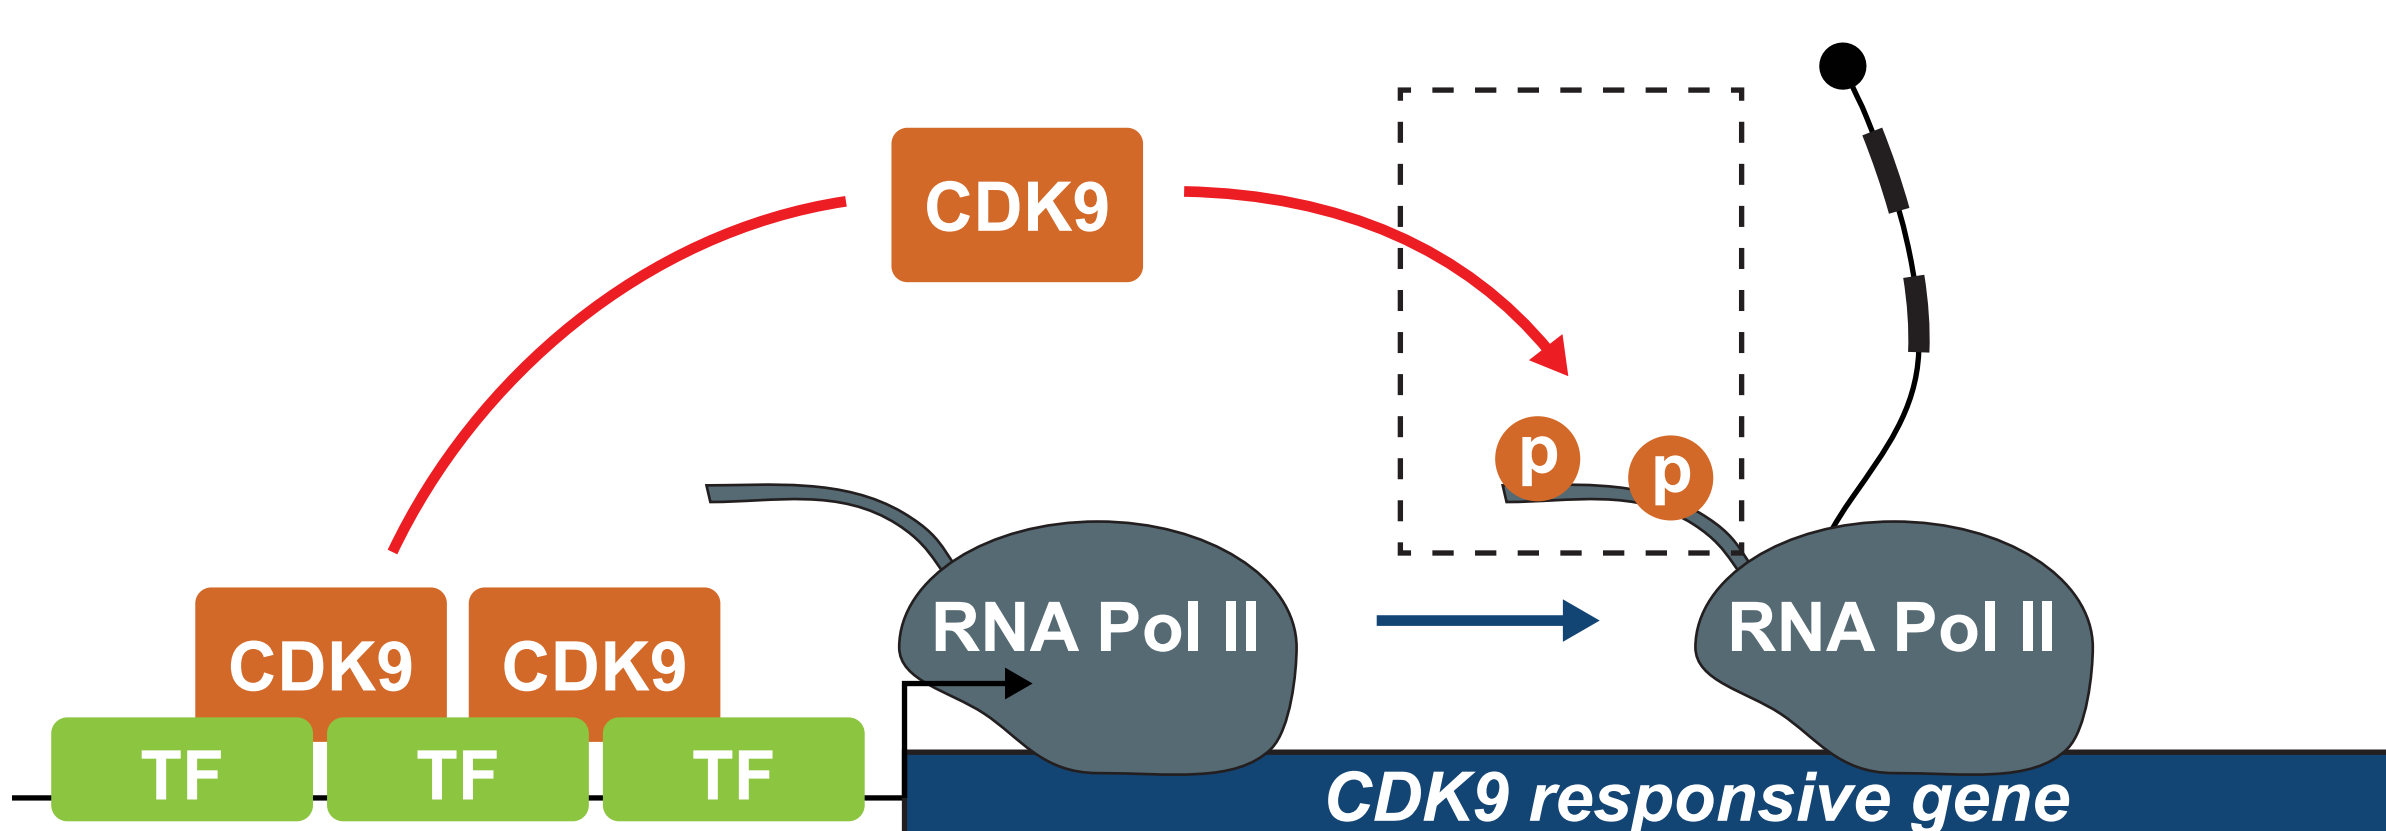 CDK9
p
p
RNA Pol II
RNA Pol II
CDK9
CDK9
TF
TF
TF
CDK9 responsive gene